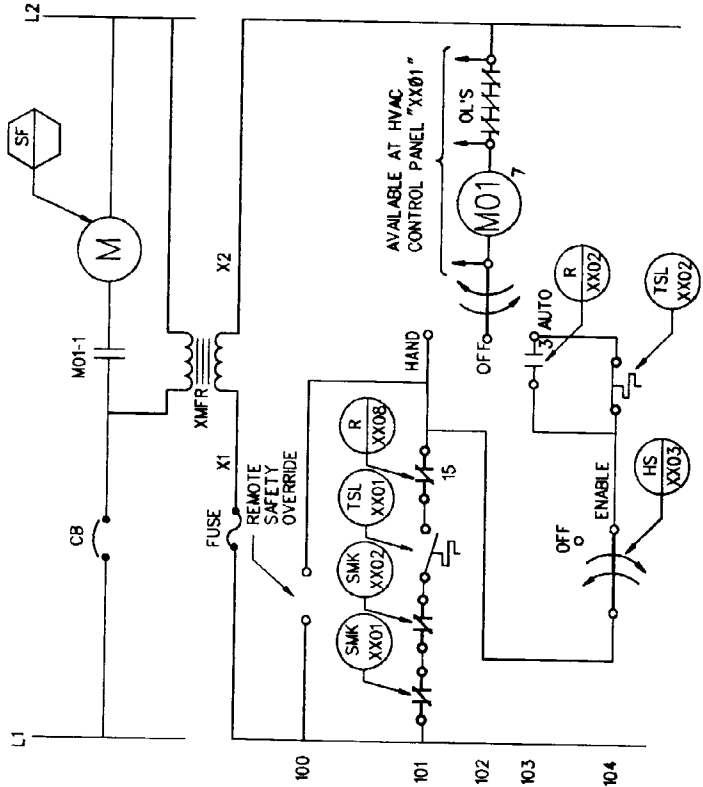 L1
L2
CB
M01-1
M
SF
XMFR
X1
X2
FUSE
REMOTE
SAFETY
OVERRIDE
100
SMK
XX01
SMK
XX02
TSL
XX01
R
XX08
15
HAND
101
AVAILABLE AT HVAC
CONTROL PANEL "XX01"
OFF
M01
7
OL'S
102
AUTO
3
R
XX02
103
TSL
XX02
OFF
ENABLE
HS
XX03
104